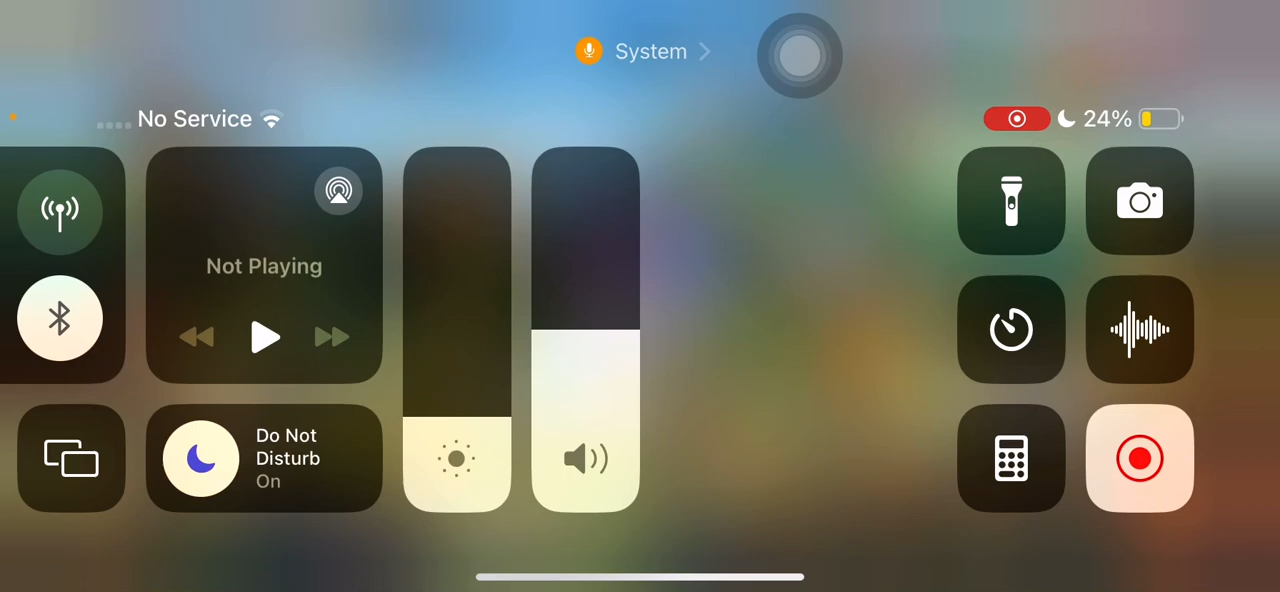 System
No Service
24%
Not Playing
Do Not
Disturb
On